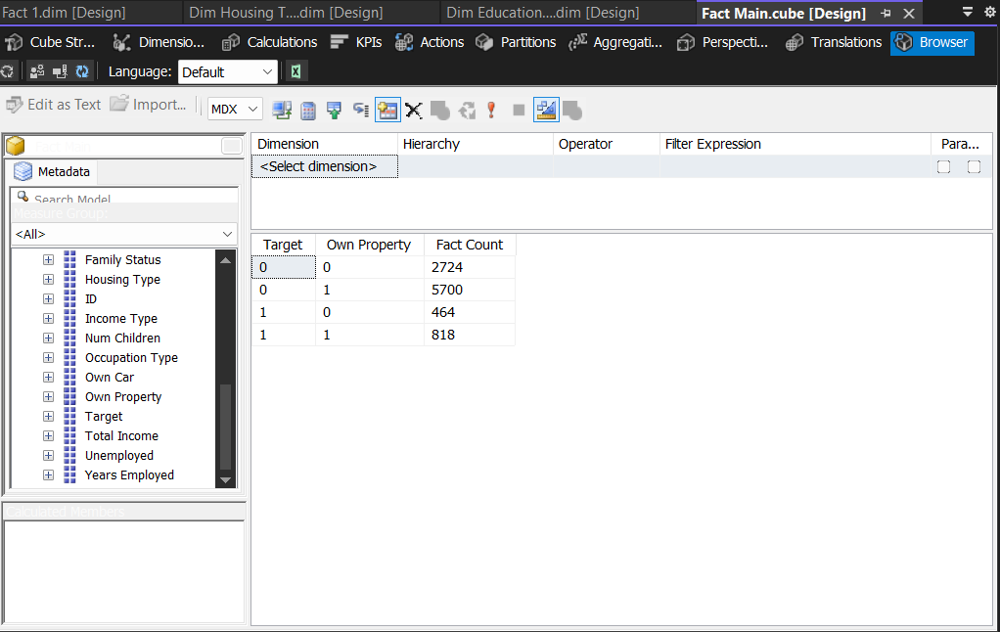 Fact 1.dim [Design] Dim Housing T....dim [Design] Dim Education....dim [Design] Fact Main.cube [Design]
Cube Str... Dimensio... Calculations KPIs Actions Partitions Aggregati... Perspecti... Translations Browser
Language: Default
Edit as Text Import... MDX
Metadata
Search Model
Measure Group:
<All>
Family Status
Housing Type
ID
Income Type
Num Children
Occupation Type
Own Car
Own Property
Target
Total Income
Unemployed
Years Employed
Calculated Members
Dimension Hierarchy Operator Filter Expression Para...
<Select dimension>
Target Own Property Fact Count
0 0 2724
0 1 5700
1 0 464
1 1 818